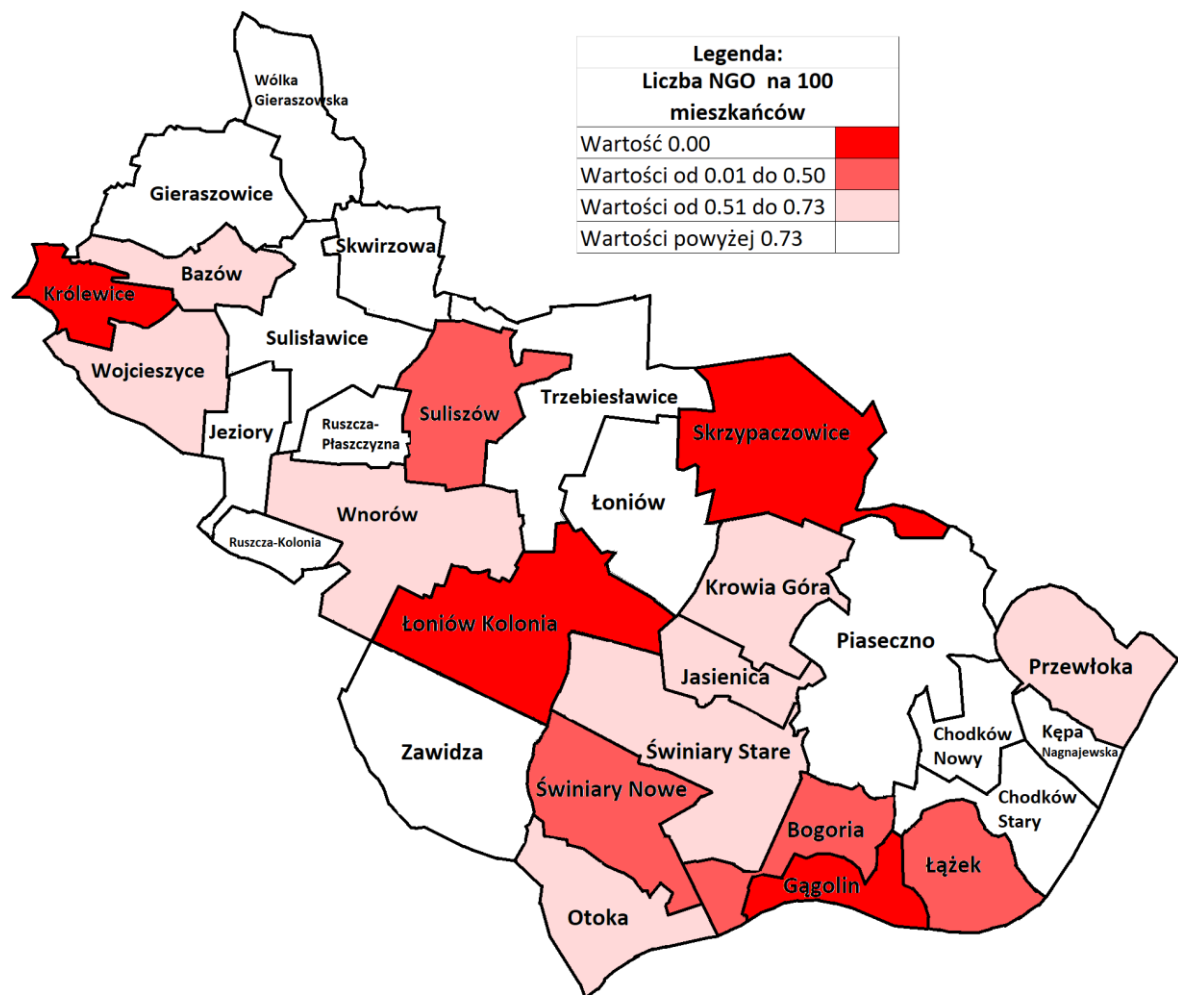 Legenda:
Liczba NGO na 100
mieszkańców
Wartość 0.00
Wartości od 0.01 do 0.50
Wartości od 0.51 do 0.73
Wartości powyżej 0.73
Wólka
Gieraszowska
Gieraszowice
Skwirzowa
Bazów
Królewice
Sulisławice
Wojcieszyce
Trzebiesławice
Suliszów
Ruszcza-
Płaszczyzna
Jeziory
Skrzypaczowice
Łoniów
Wnorów
Ruszcza-Kolonia
Krowia Góra
Łoniów Kolonia
Piaseczno
Przewłoka
Jasienica
Chodków
Nowy
Kępa
Nagnajewska
Zawidza
Świniary Stare
Świniary Nowe
Chodków
Stary
Bogoria
Łążek
Gągolin
Otoka